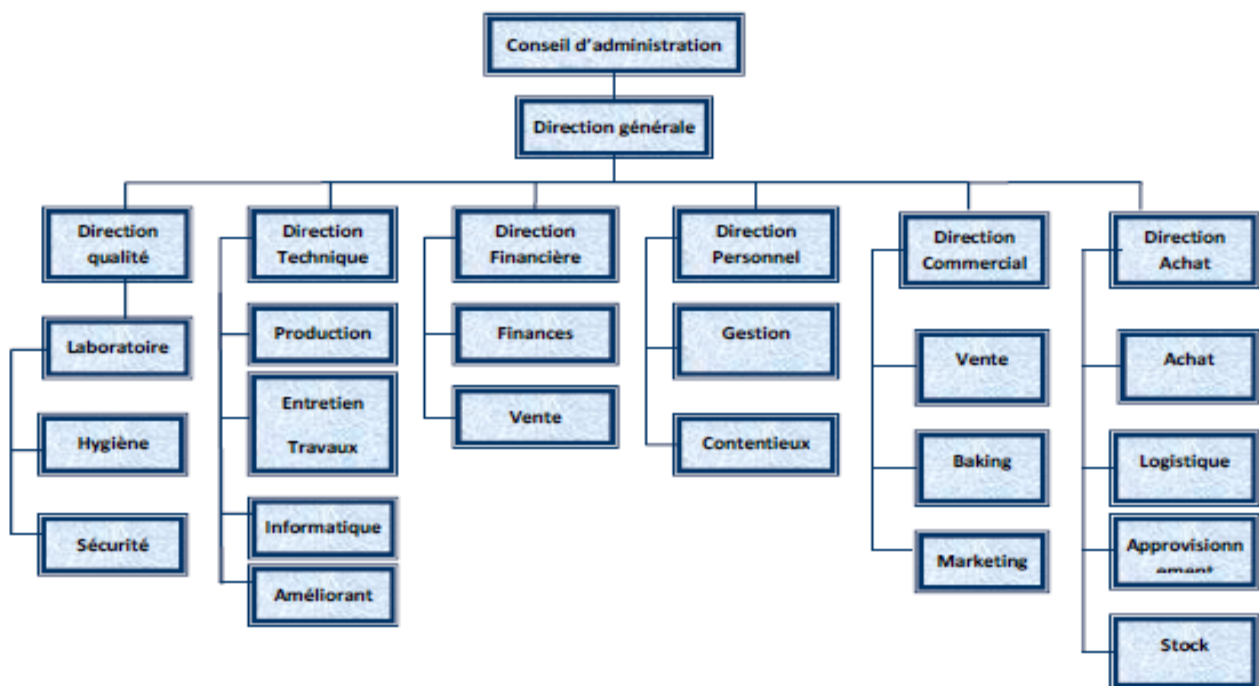 Conseil d'administration
Direction générale
Direction
qualité
Laboratoire
Hygiène
Sécurité
Direction
Technique
Production
Entretien
Travaux
Informatique
Améliorant
Direction
Financière
Finances
Vente
Direction
Personnel
Gestion
Contentieux
Direction
Commercial
Vente
Baking
Marketing
Direction
Achat
Achat
Logistique
Approvisionn
ement
Stock